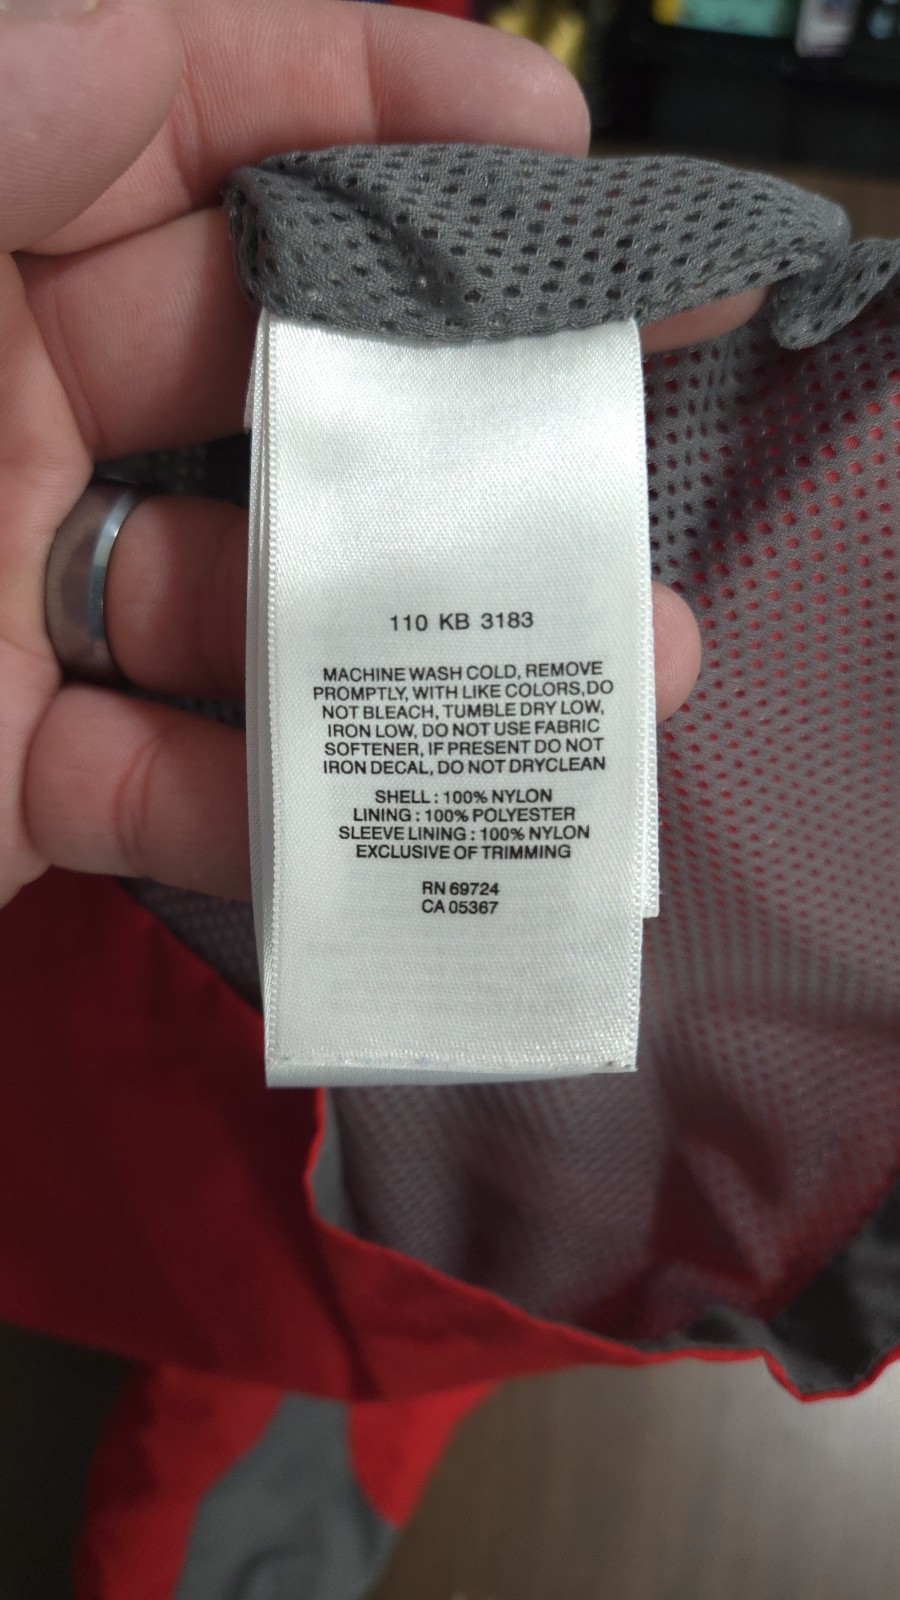 110 KB 3183
MACHINE WASH COLD, REMOVE
PROMPTLY, WITH LIKE COLORS,DO
NOT BLEACH, TUMBLE DRY LOW,
IRON LOW, DO NOT USE FABRIC
SOFTENER, IF PRESENT DO NOT
IRON DECAL, DO NOT DRYCLEAN
SHELL : 100% NYLON
LINING : 100% POLYESTER
SLEEVE LINING : 100% NYLON
EXCLUSIVE OF TRIMMING
RN 69724
CA 05367